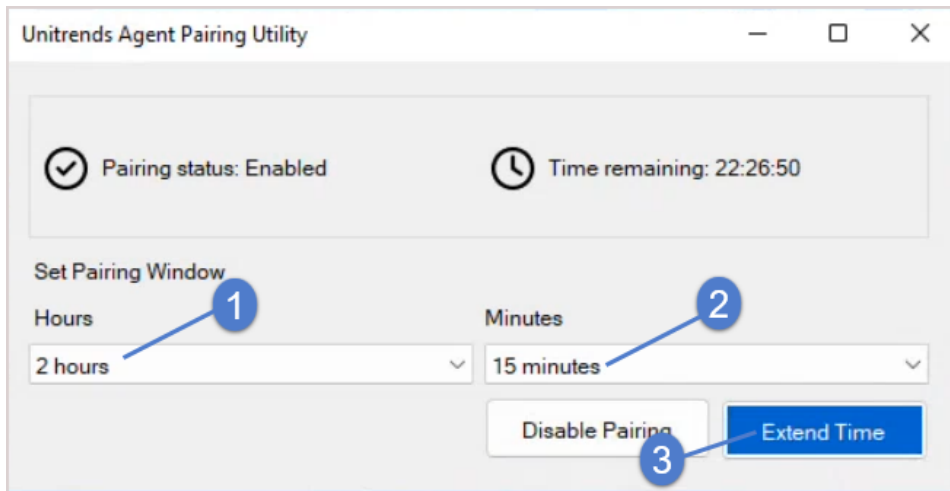 Unitrends Agent Pairing Utility
Pairing status: Enabled
Time remaining: 22:26:50
Set Pairing Window
1
2
Hours
Minutes
2 hours
15 minutes
Disable Pairing
Extend Time
3